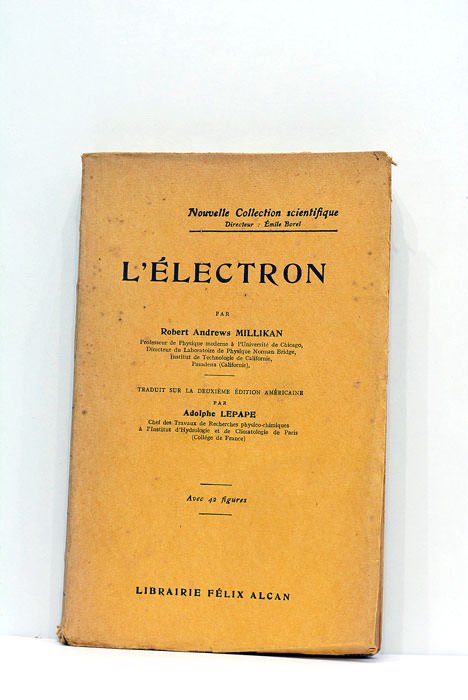 Nouvelle Collection scientifique
Directeur : Émile Borel
L'ÉLECTRON
PAR
Robert Andrews MILLIKAN
Professeur de Physique moderne à l'Université de Chicago,
Directeur du Laboratoire de Physique Norman Bridge,
Institut de Technologie de Californie,
Pasadena (Californie),
TRADUIT SUR LA DEUXIÈME ÉDITION AMÉRICAINE
PAR
Adolphe LEPAPE
Chef des Travaux de Recherches physico-chimiques
à l'Institut d'Hydrologie et de Climatologie de Paris
(Collège de France)
Avec 42 figures
LIBRAIRIE FÉLIX ALCAN